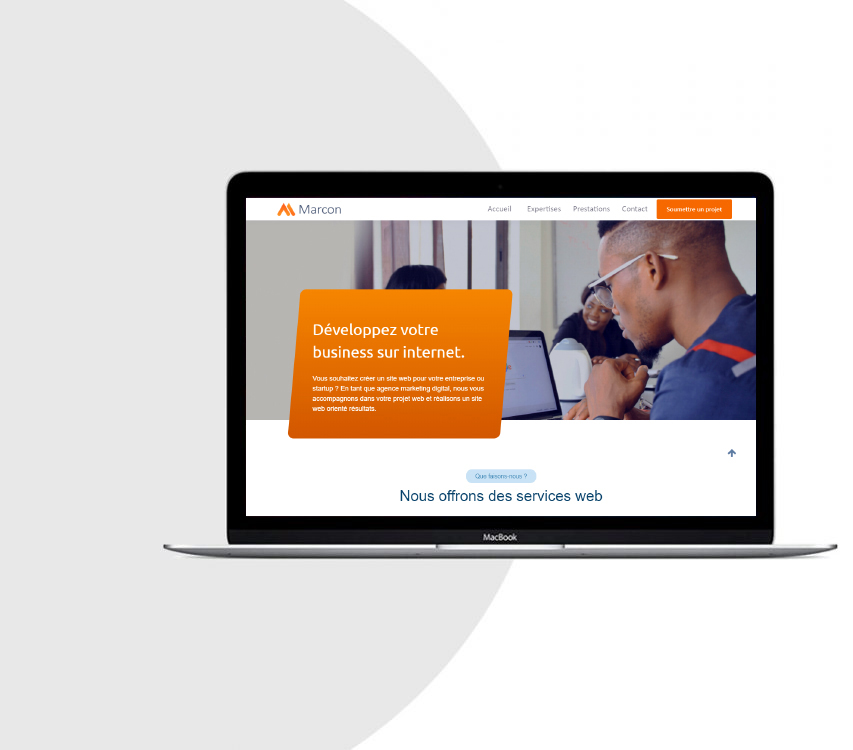 Marcon
Accueil Expertises Prestations Contact Soumettre un projet
Développez votre
business sur internet.
Vous souhaitez créer un site web pour votre entreprise ou
startup ? En tant que agence marketing digital, nous vous
accompagnons dans votre projet web et réalisons un site
web orienté résultats.
Que faisons-nous ?
Nous offrons des services web
MacBook